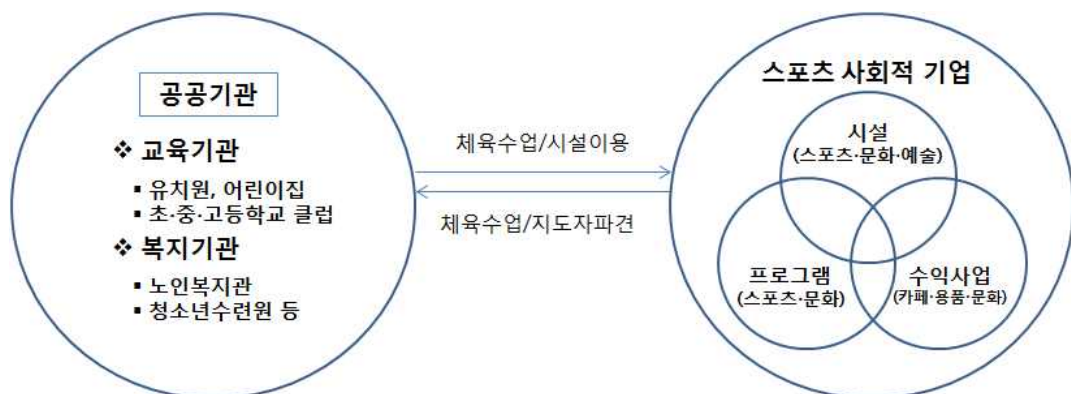 공공기관
❖ 교육기관
▪ 유치원, 어린이집
▪ 초·중·고등학교 클럽
❖ 복지기관
▪ 노인복지관
▪ 청소년수련원 등
체육수업/시설이용
체육수업/지도자파견
스포츠 사회적 기업
시설
(스포츠·문화·예술)
프로그램
(스포츠·문화)
수익사업
(카페·용품·문화)